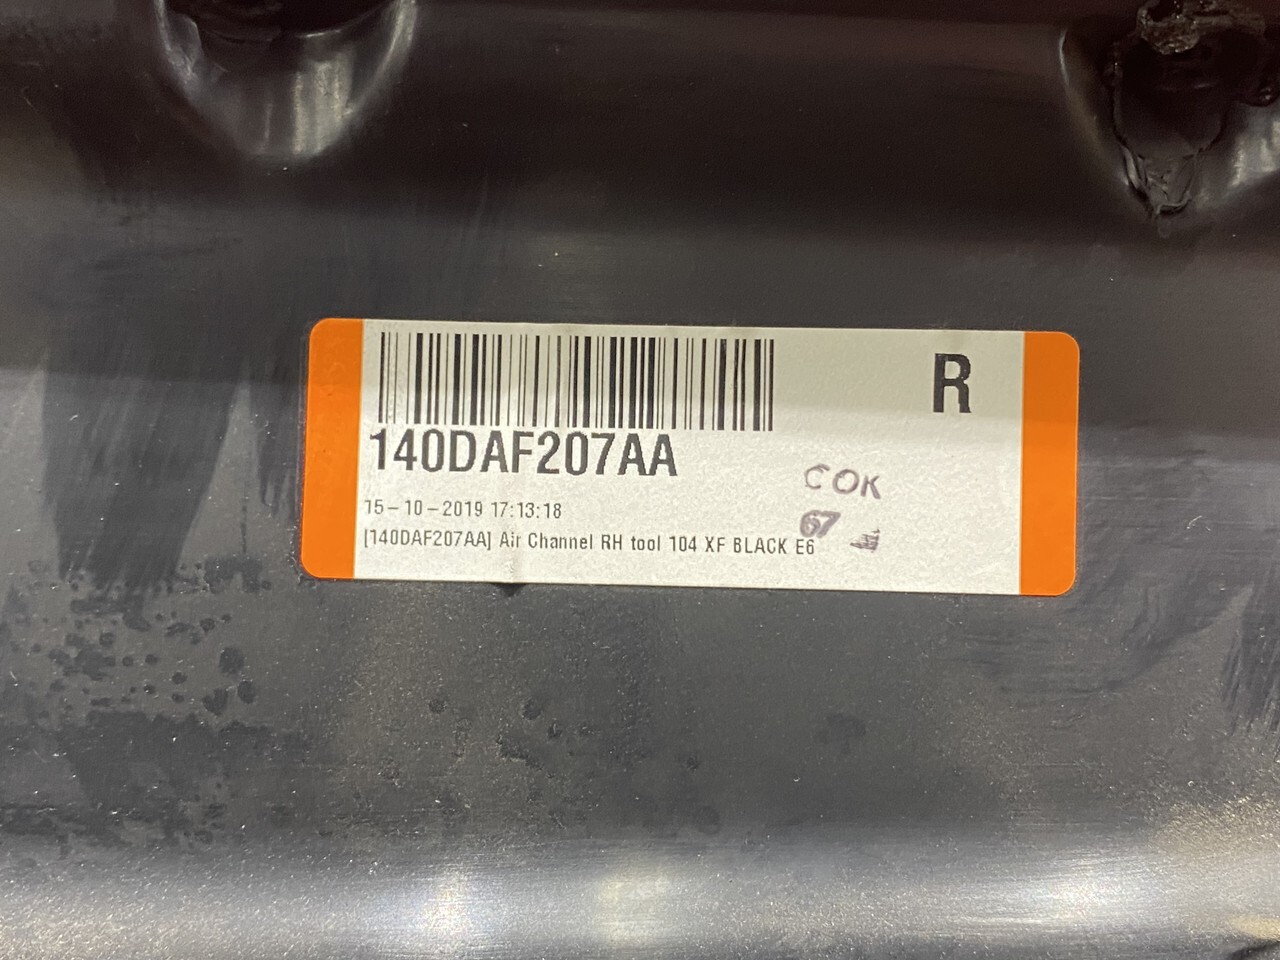 R
140DAF207AA
COK
15-10-2019 17:13:18
67
[140DAF207AA] Air Channel RH tool 104 XF BLACK E6